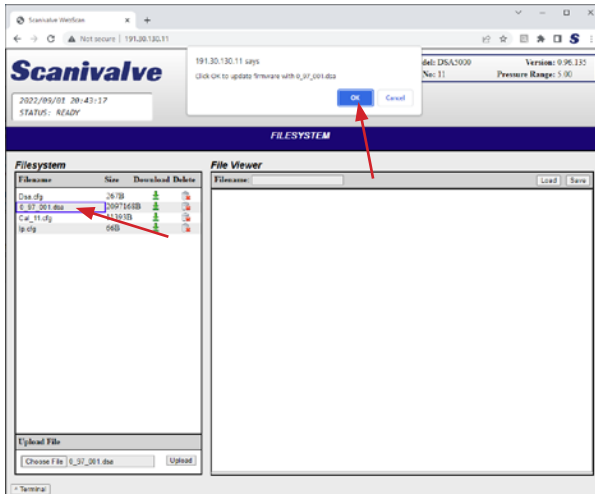 Scanivalve WebScan
Not secure | 191.30.130.11
191.30.130.11 says
Click OK to update firmware with 0_97_001.dsa
OK Cancel
Scanivalve
del: DSA5000 Version: 0.96.135
No: 11 Pressure Range: 5.00
2022/09/01 20:43:17
STATUS: READY
FILESYSTEM
Filesystem
Filename Size Download Delete
Dsa.cfg 267B
0_97_001.dsa 2097168B
Cal_11.cfg 11393B
Ip.cfg 66B
File Viewer
Filename: Load Save
Upload File
Choose File 0_97_001.dsa Upload
Terminal